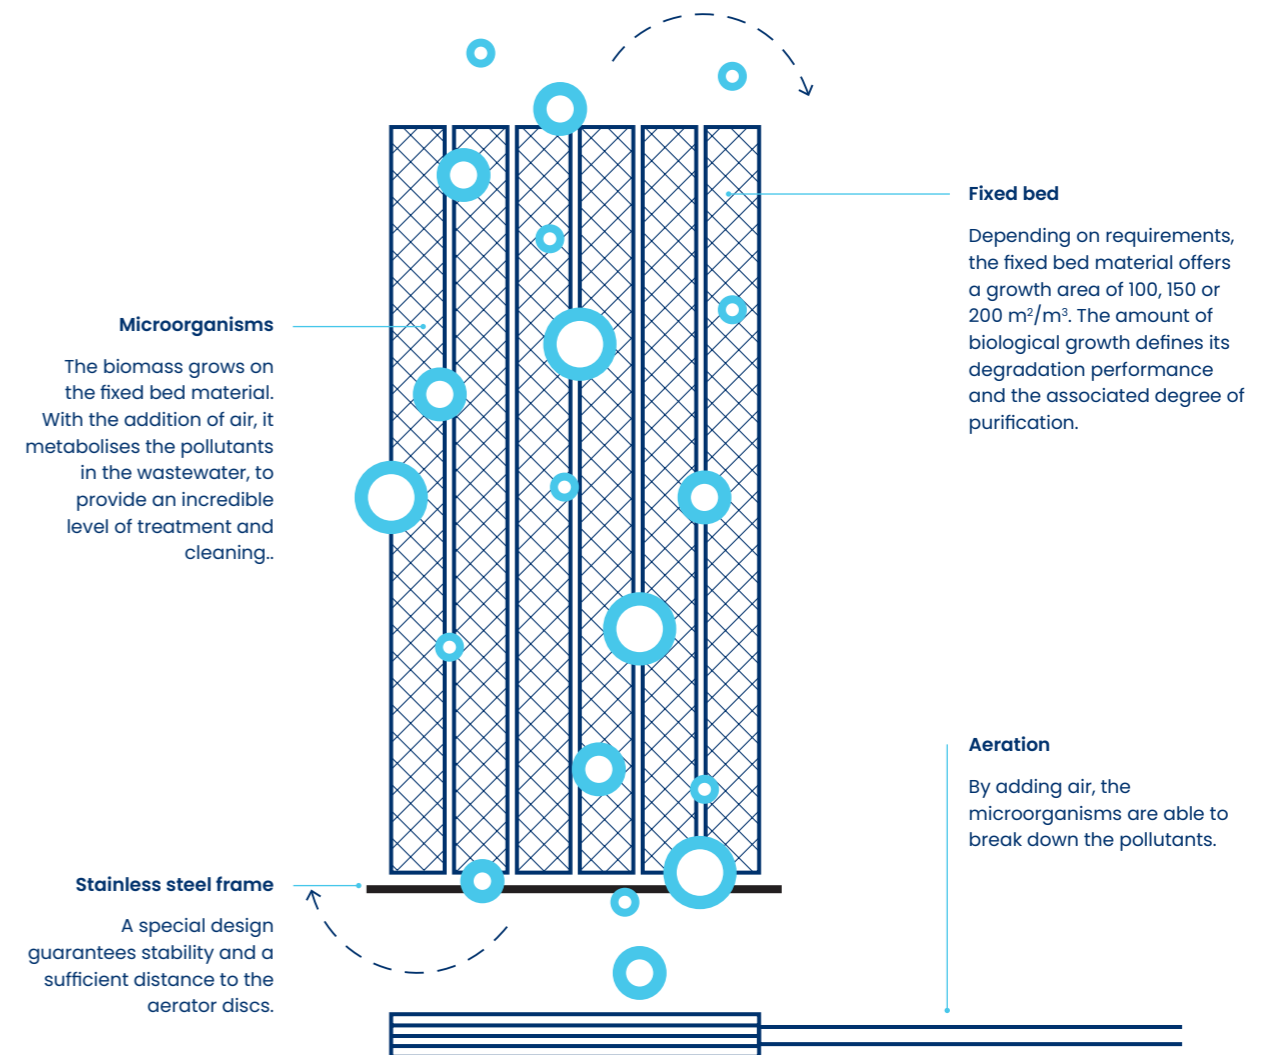 Fixed bed
Depending on requirements,
the fixed bed material offers
a growth area of 100, 150 or
200 m²/m³. The amount of
biological growth defines its
degradation performance
and the associated degree of
purification.
Microorganisms
The biomass grows on
the fixed bed material.
With the addition of air, it
metabolises the pollutants
in the wastewater, to
provide an incredible
level of treatment and
cleaning..
Aeration
By adding air, the
microorganisms are able to
break down the pollutants.
Stainless steel frame
A special design
guarantees stability and a
sufficient distance to the
aerator discs.